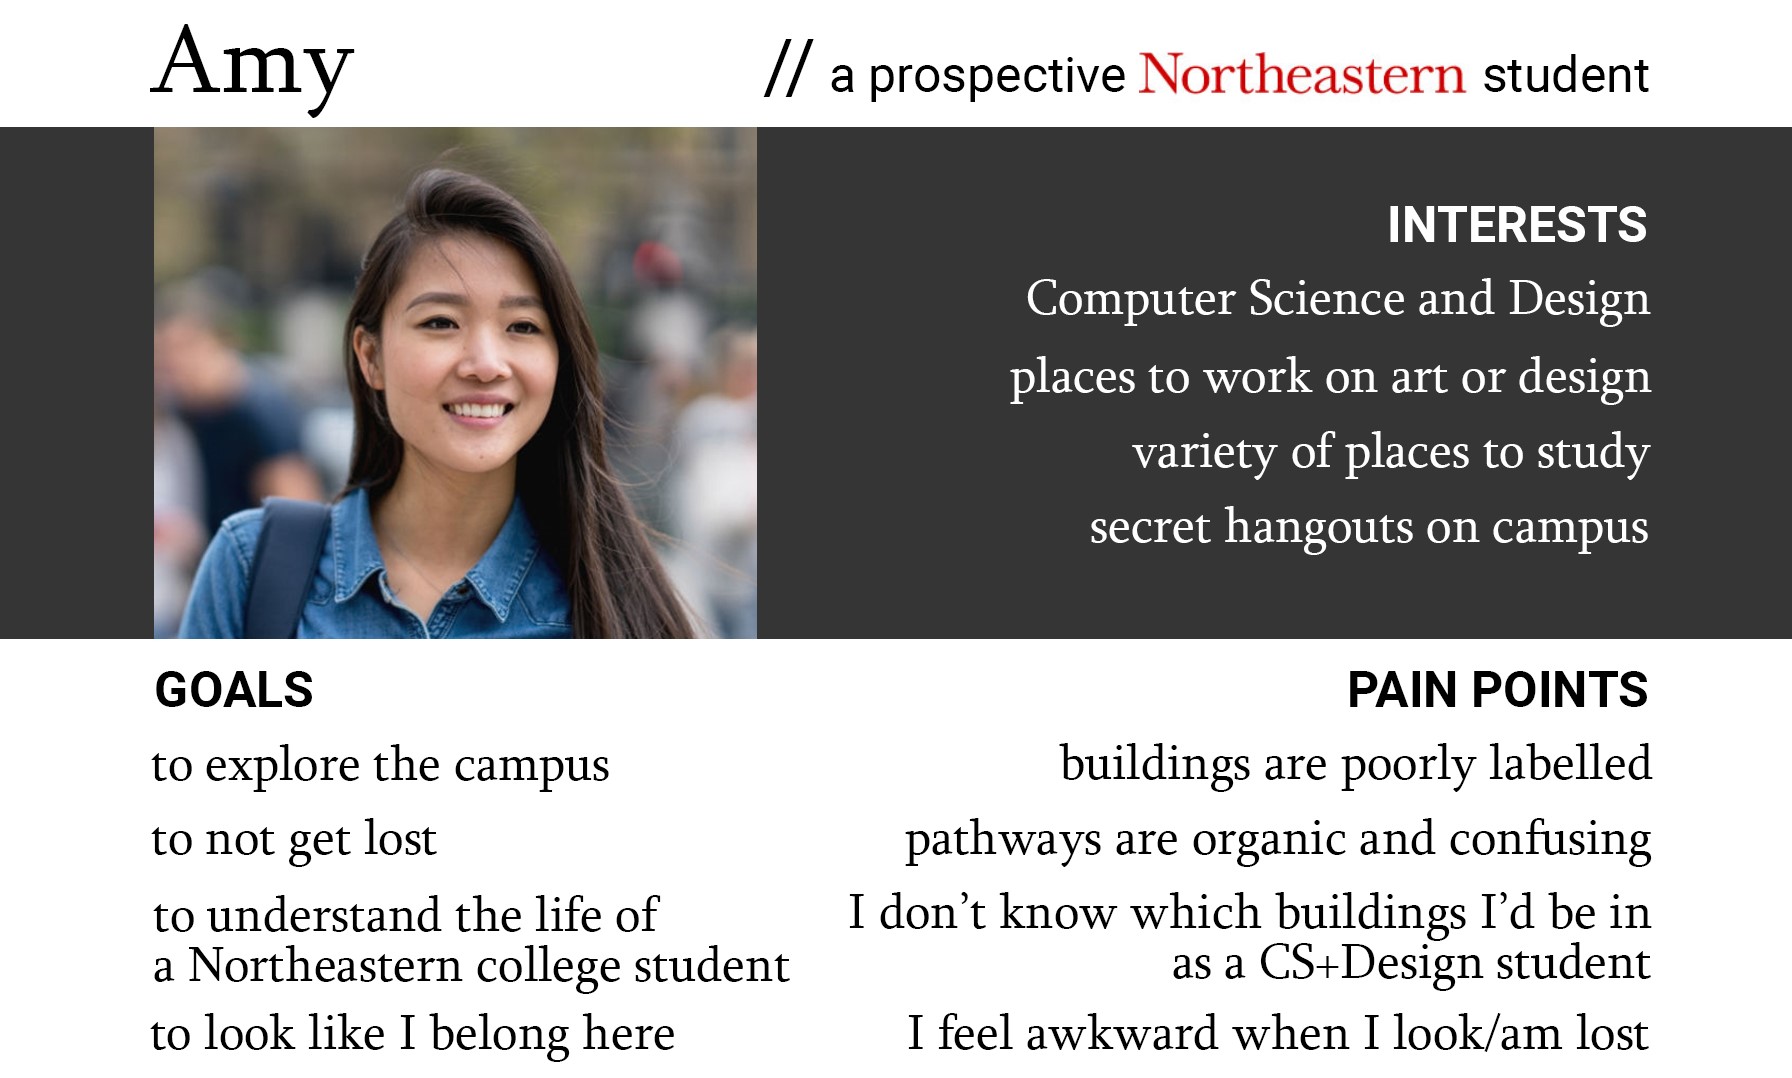 Amy
// a prospective Northeastern student
INTERESTS
Computer Science and Design
places to work on art or design
variety of places to study
secret hangouts on campus
GOALS
to explore the campus
to not get lost
to understand the life of
a Northeastern college student
to look like I belong here
PAIN POINTS
buildings are poorly labelled
pathways are organic and confusing
I don’t know which buildings I’d be in
as a CS+Design student
I feel awkward when I look/am lost